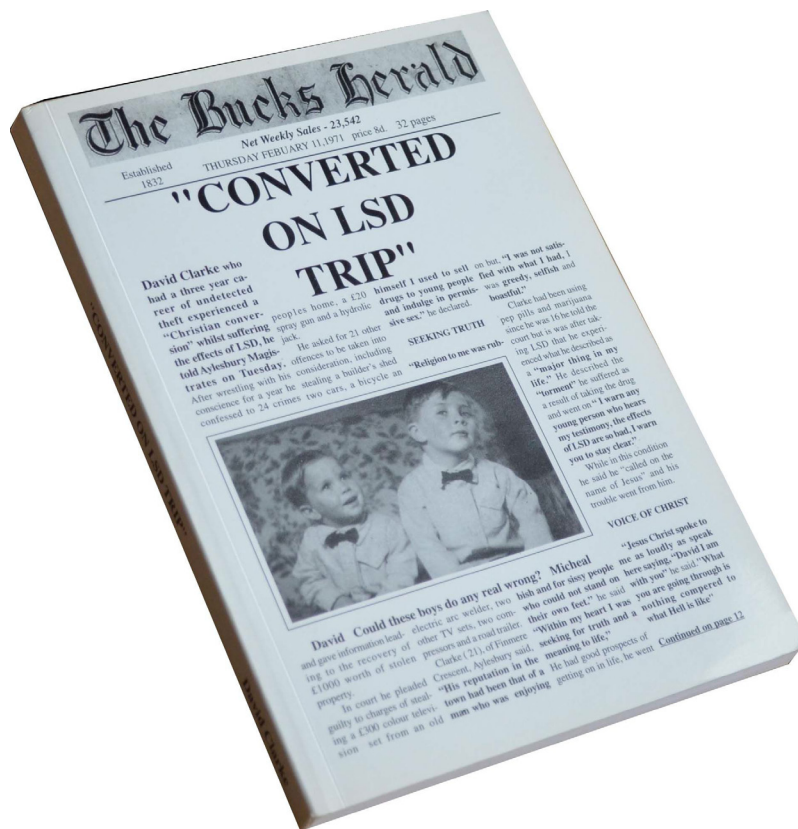 The Bucks Herald
Net Weekly Sales - 23,542
Established
1832
THURSDAY FEBUARY 11,1971 price 8d. 32 pages
"CONVERTED
ON LSD
TRIP"
David Clarke who
had a three year ca-
reer of undetected
theft experienced a
"Christian conver-
sion" whilst suffering
the effects of LSD, he
told Aylesbury Magis-
trates on Tuesday.
After wrestling with his
conscience for a year he
confessed to 24 crimes
and gave information lead-
ing to the recovery of
£1000 worth of stolen
property.
In court he pleaded
guilty to charges of steal-
ing a £300 colour televi-
sion set from an old
peoples home, a £20
spray gun and a hydrolic
jack.
He asked for 21 other
offences to be taken into
consideration, including
stealing a builder's shed
two cars, a bicycle an
electric arc welder, two
other TV sets, two com-
pressors and a road trailer.
Clarke (21), of Finmere
Crescent, Aylesbury said,
"His reputation in the
town had been that of a
man who was enjoying
himself I used to sell
drugs to young people
and indulge in permis-
sive sex." he declared.
SEEKING TRUTH
"Religion to me was rub-
bish and for sissy people
who could not stand on
their own feet." he said
"Within my heart I was
seeking for truth and a
meaning to life,"
He had good prospects of
getting on in life, he went
on but, "I was not satis-
fied with what I had, I
was greedy, selfish and
boastful."
Clarke had been using
pep pills and marijuana
since he was 16 he told the
court but is was after tak-
ing LSD that he experi-
enced what he described as
a "major thing in my
life." He described the
"torment" he suffered as
a result of taking the drug
and went on "I warn any
young person who hears
my testimony, the effects
of LSD are so bad, I warn
you to stay clear."
While in this condition
he said he "called on the
name of Jesus" and his
trouble went from him.
VOICE OF CHRIST
"Jesus Christ spoke to
me as loudly as speak
here saying, "David I am
with you" he said."What
you are going through is
nothing compered to
what Hell is like"
Continued on page 12
David Could these boys do any real wrong? Micheal
"CONVERTED ON LSD TRIP"
David Clarke